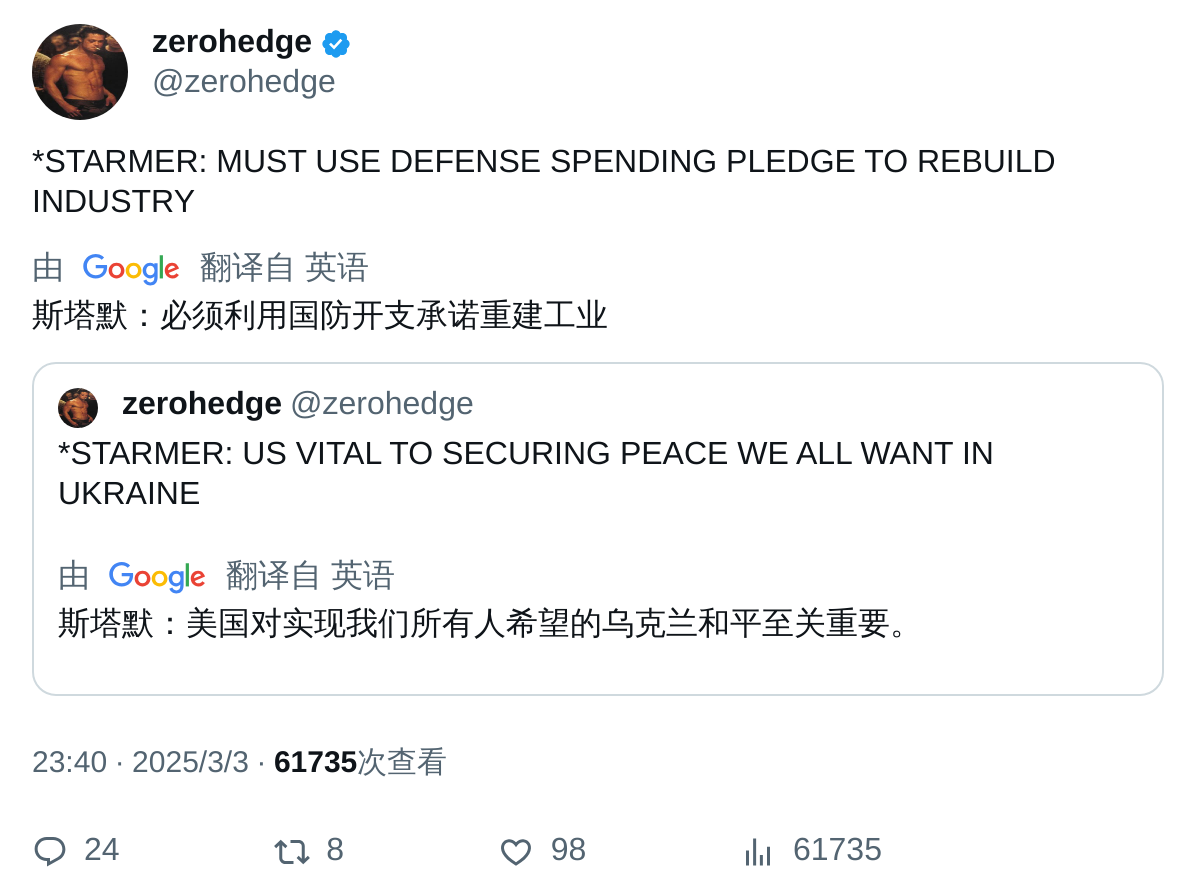 zerohedge
@zerohedge
*STARMER: MUST USE DEFENSE SPENDING PLEDGE TO REBUILD
INDUSTRY
由 Google 翻译自 英语
斯塔默：必须利用国防开支承诺重建工业
zerohedge @zerohedge
*STARMER: US VITAL TO SECURING PEACE WE ALL WANT IN
UKRAINE
由 Google 翻译自 英语
斯塔默：美国对实现我们所有人希望的乌克兰和平至关重要。
23:40 · 2025/3/3 · 61735次查看
24 8 98 61735